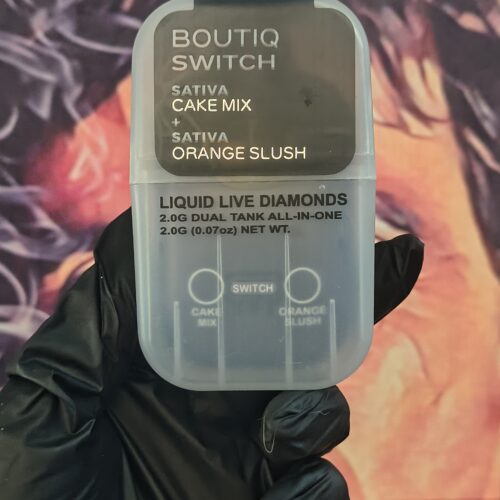 BOUTIQ
SWITCH
SATIVA
CAKE MIX
+
SATIVA
ORANGE SLUSH
LIQUID LIVE DIAMONDS
2.0G DUAL TANK ALL-IN-ONE
2.0G (0.07oz) NET WT.
SWITCH
CAKE
MIX
ORANGE
SLUSH